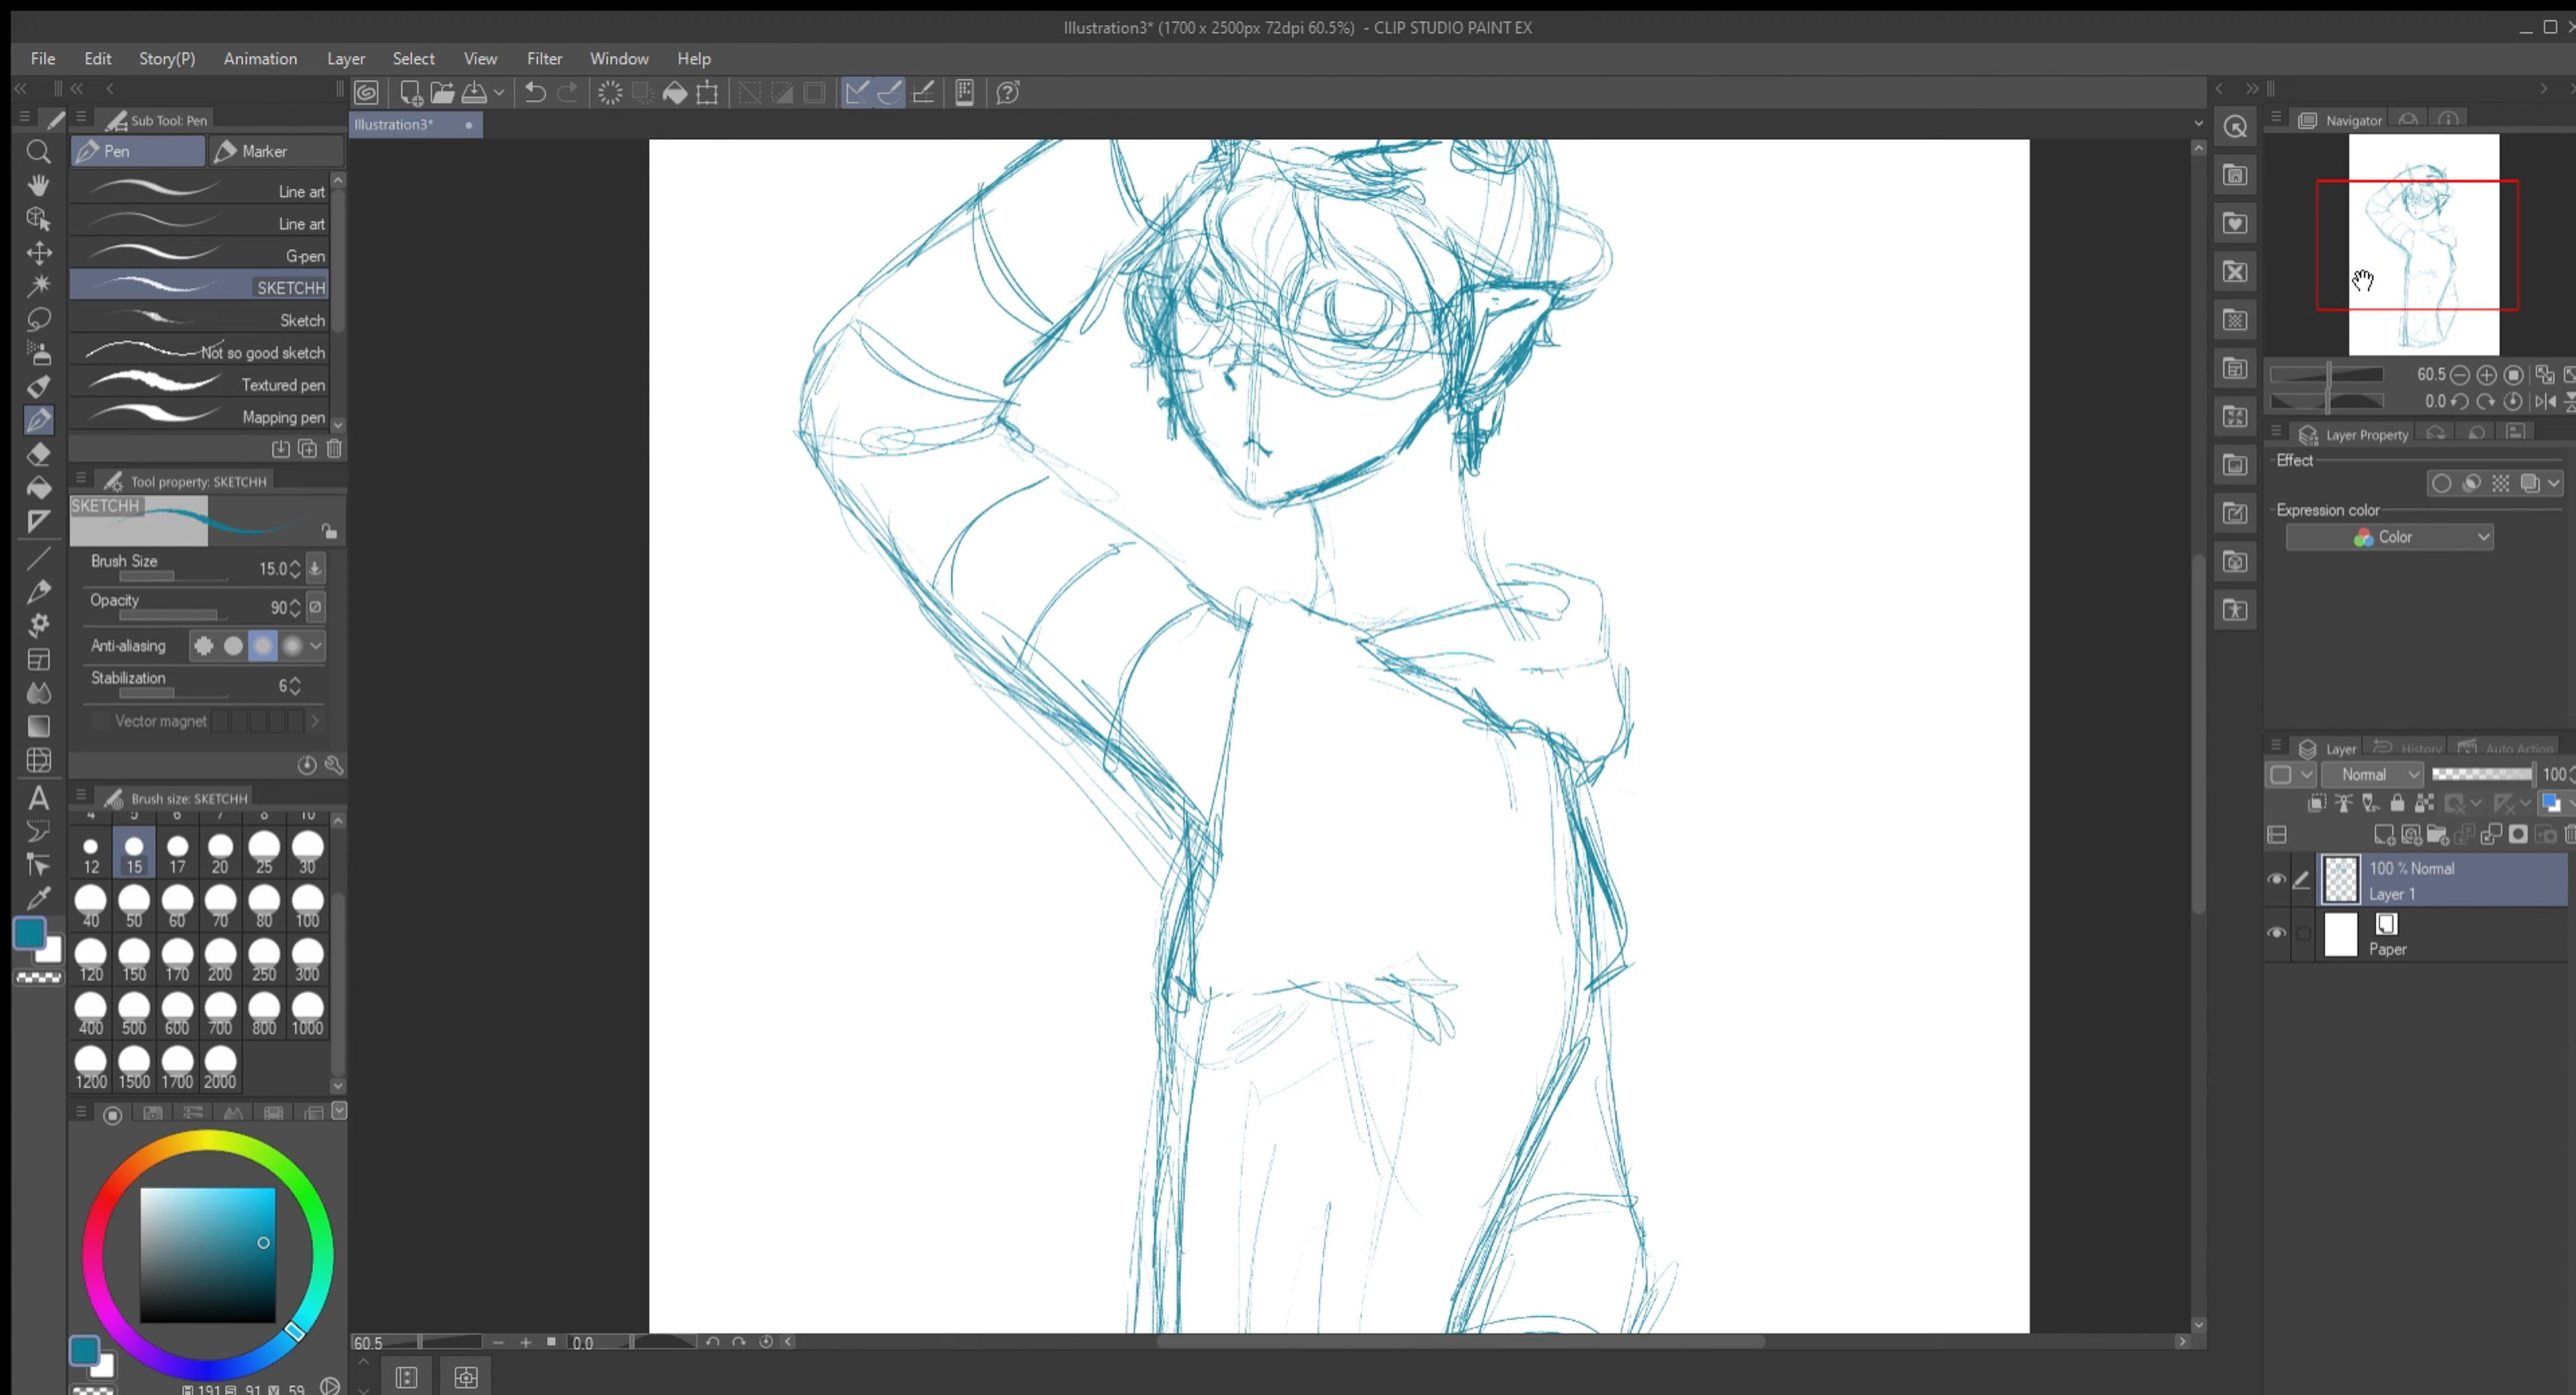 Illustration3* (1700 x 2500px 72dpi 60.5%) - CLIP STUDIO PAINT EX
File Edit Story(P) Animation Layer Select View Filter Window Help
Sub Tool: Pen
Illustration3*
Navigator
Pen Marker
Line art
Line art
G-pen
SKETCHH
Sketch
Not so good sketch
Textured pen
Mapping pen
60.5
0.0
Layer Property
Effect
Expression color
Color
Tool property: SKETCHH
SKETCHH
Brush Size 15.0
Opacity 90
Anti-aliasing
Stabilization 6
Vector magnet
Layer History Auto Action
Normal 100
Brush size: SKETCHH
4 5 6 7 8 10
12 15 17 20 25 30
40 50 60 70 80 100
120 150 170 200 250 300
400 500 600 700 800 1000
1200 1500 1700 2000
100 % Normal
Layer 1
Paper
60.5 0.0
H 191 S 91 V 59